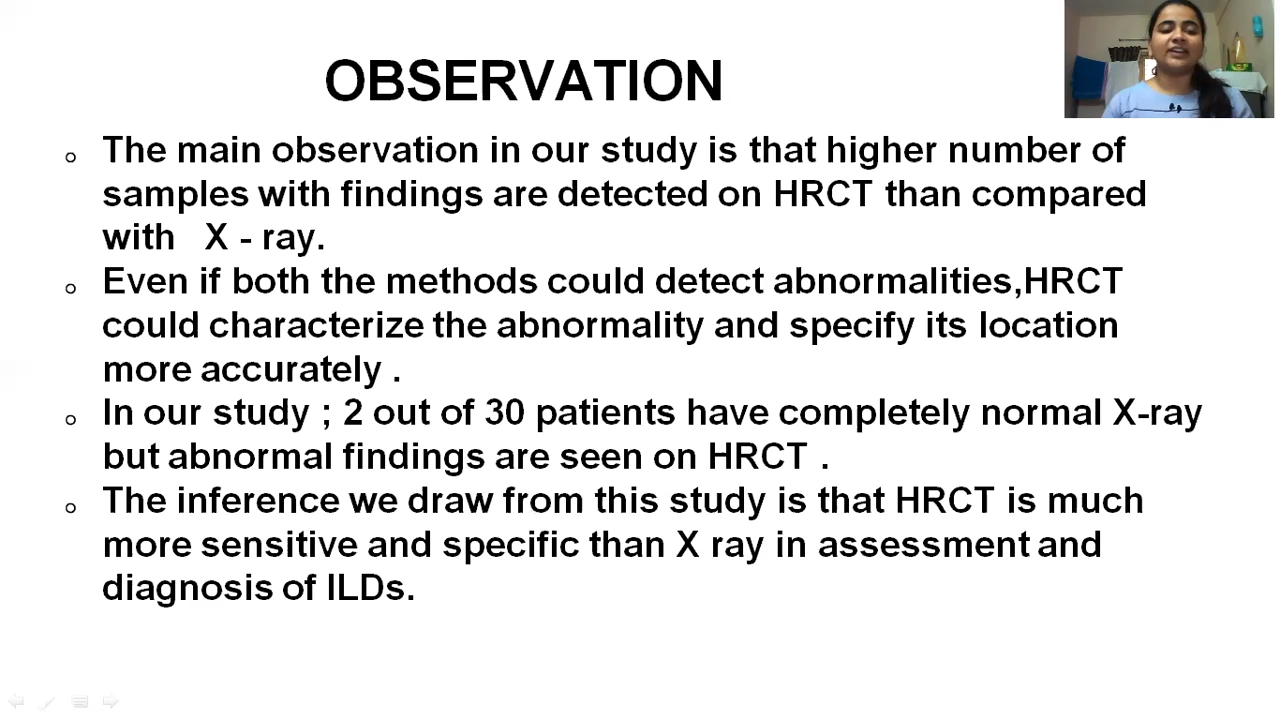 OBSERVATION
The main observation in our study is that higher number of
samples with findings are detected on HRCT than compared
with X - ray.
Even if both the methods could detect abnormalities,HRCT
could characterize the abnormality and specify its location
more accurately .
In our study ; 2 out of 30 patients have completely normal X-ray
but abnormal findings are seen on HRCT .
The inference we draw from this study is that HRCT is much
more sensitive and specific than X ray in assessment and
diagnosis of ILDs.